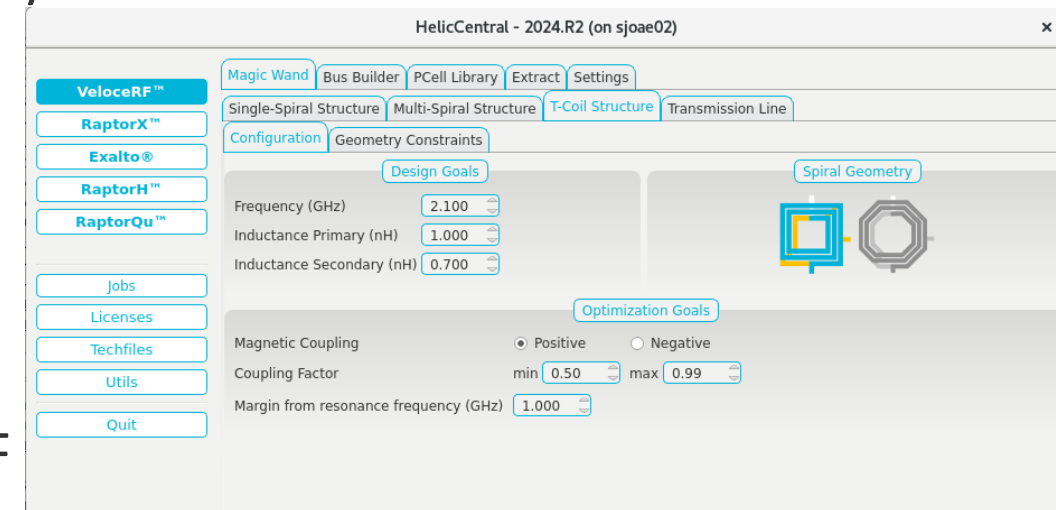 HelicCentral - 2024.R2 (on sjoae02)
VeloceRF™
RaptorX™
Exalto®
RaptorH™
RaptorQu™
Jobs
Licenses
Techfiles
Utils
Quit
Magic Wand Bus Builder PCell Library Extract Settings
Single-Spiral Structure Multi-Spiral Structure T-Coil Structure Transmission Line
Configuration Geometry Constraints
Design Goals
Frequency (GHz) 2.100
Inductance Primary (nH) 1.000
Inductance Secondary (nH) 0.700
Spiral Geometry
Optimization Goals
Magnetic Coupling Positive Negative
Coupling Factor min 0.50 max 0.99
Margin from resonance frequency (GHz) 1.000